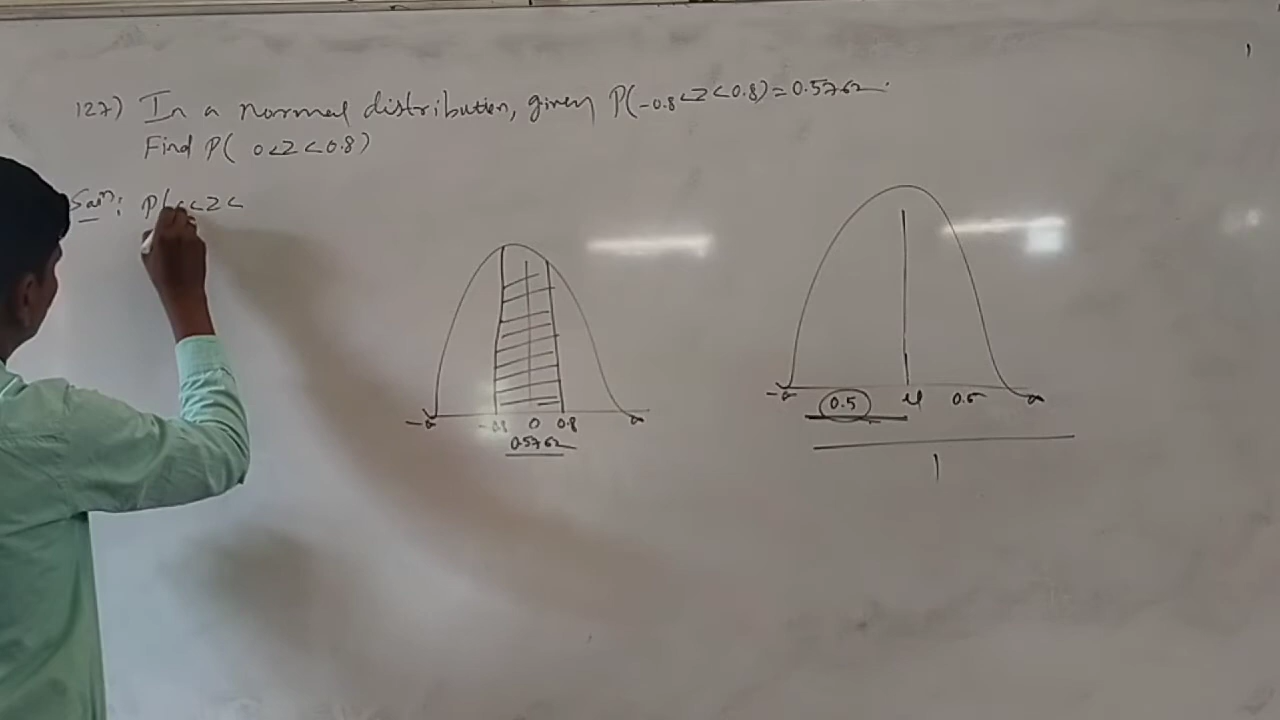 127) In a normal distribution, given P(-0.8<Z<0.8)=0.5762.
Find P( 0<Z<0.8)
Soln: P(0<Z<
-∞ -0.8 0 0.8 ∞
0.5762
-∞ 0.5 μ 0.5 ∞
1